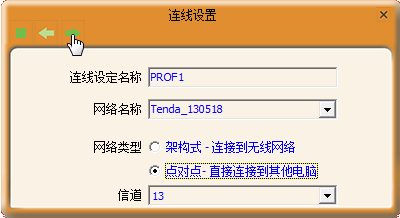 连线设置
连线设定名称 PROF1
网络名称 Tenda_130518
网络类型 架构式 - 连接到无线网络
点对点- 直接连接到其他电脑
信道 13